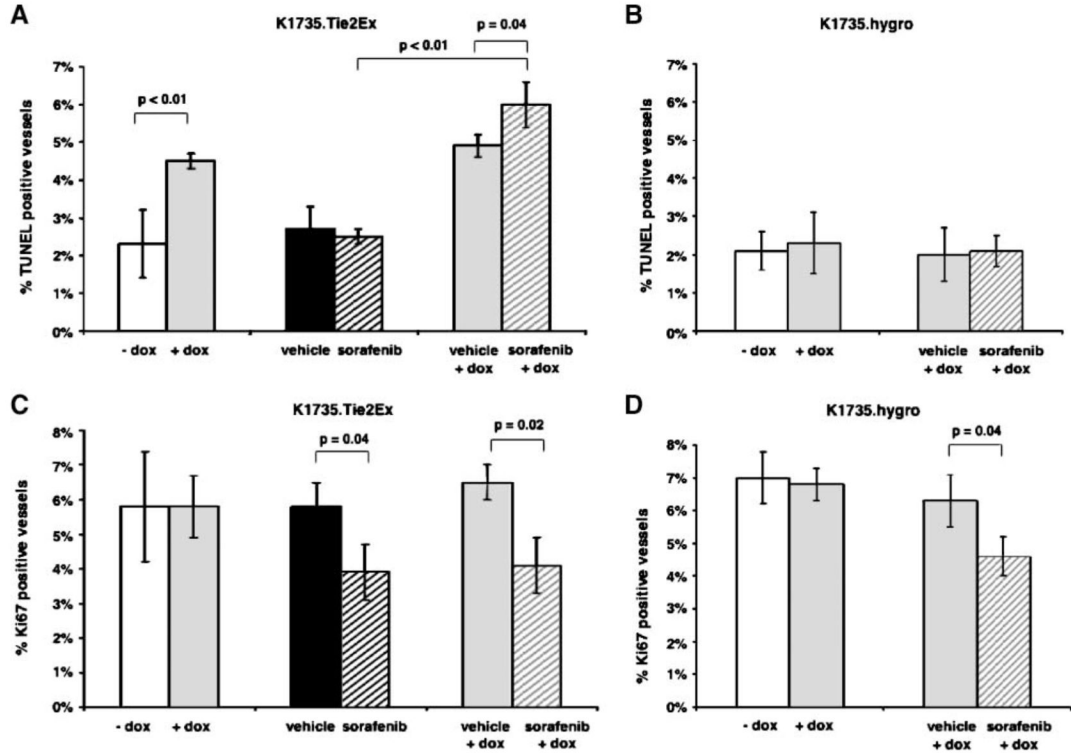 A
K1735.Tie2Ex
p < 0.01
p = 0.04
p < 0.01
% TUNEL positive vessels
7%
6%
5%
4%
3%
2%
1%
0%
- dox + dox
vehicle sorafenib
vehicle + dox
sorafenib + dox
B
K1735.hygro
% TUNEL positive vessels
7%
6%
5%
4%
3%
2%
1%
0%
- dox + dox
vehicle + dox
sorafenib + dox
C
K1735.Tie2Ex
p = 0.04
p = 0.02
% Ki67 positive vessels
8%
7%
6%
5%
4%
3%
2%
1%
0%
- dox + dox
vehicle sorafenib
vehicle + dox
sorafenib + dox
D
K1735.hygro
p = 0.04
% Ki67 positive vessels
8%
7%
6%
5%
4%
3%
2%
1%
0%
- dox + dox
vehicle + dox
sorafenib + dox